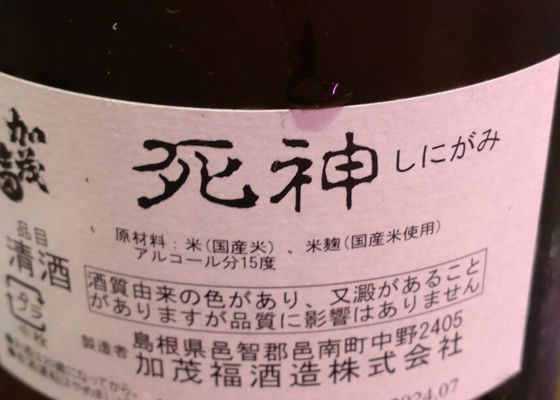 加茂福
死神 しにがみ
品目
清酒
原材料：米(国産米)、米麹(国産米使用)
アルコール分15度
酒質由来の色があり、又澱があること
がありますが品質に影響はありません
製造者 島根県邑智郡邑南町中野2405
加茂福酒造株式会社
2024.07